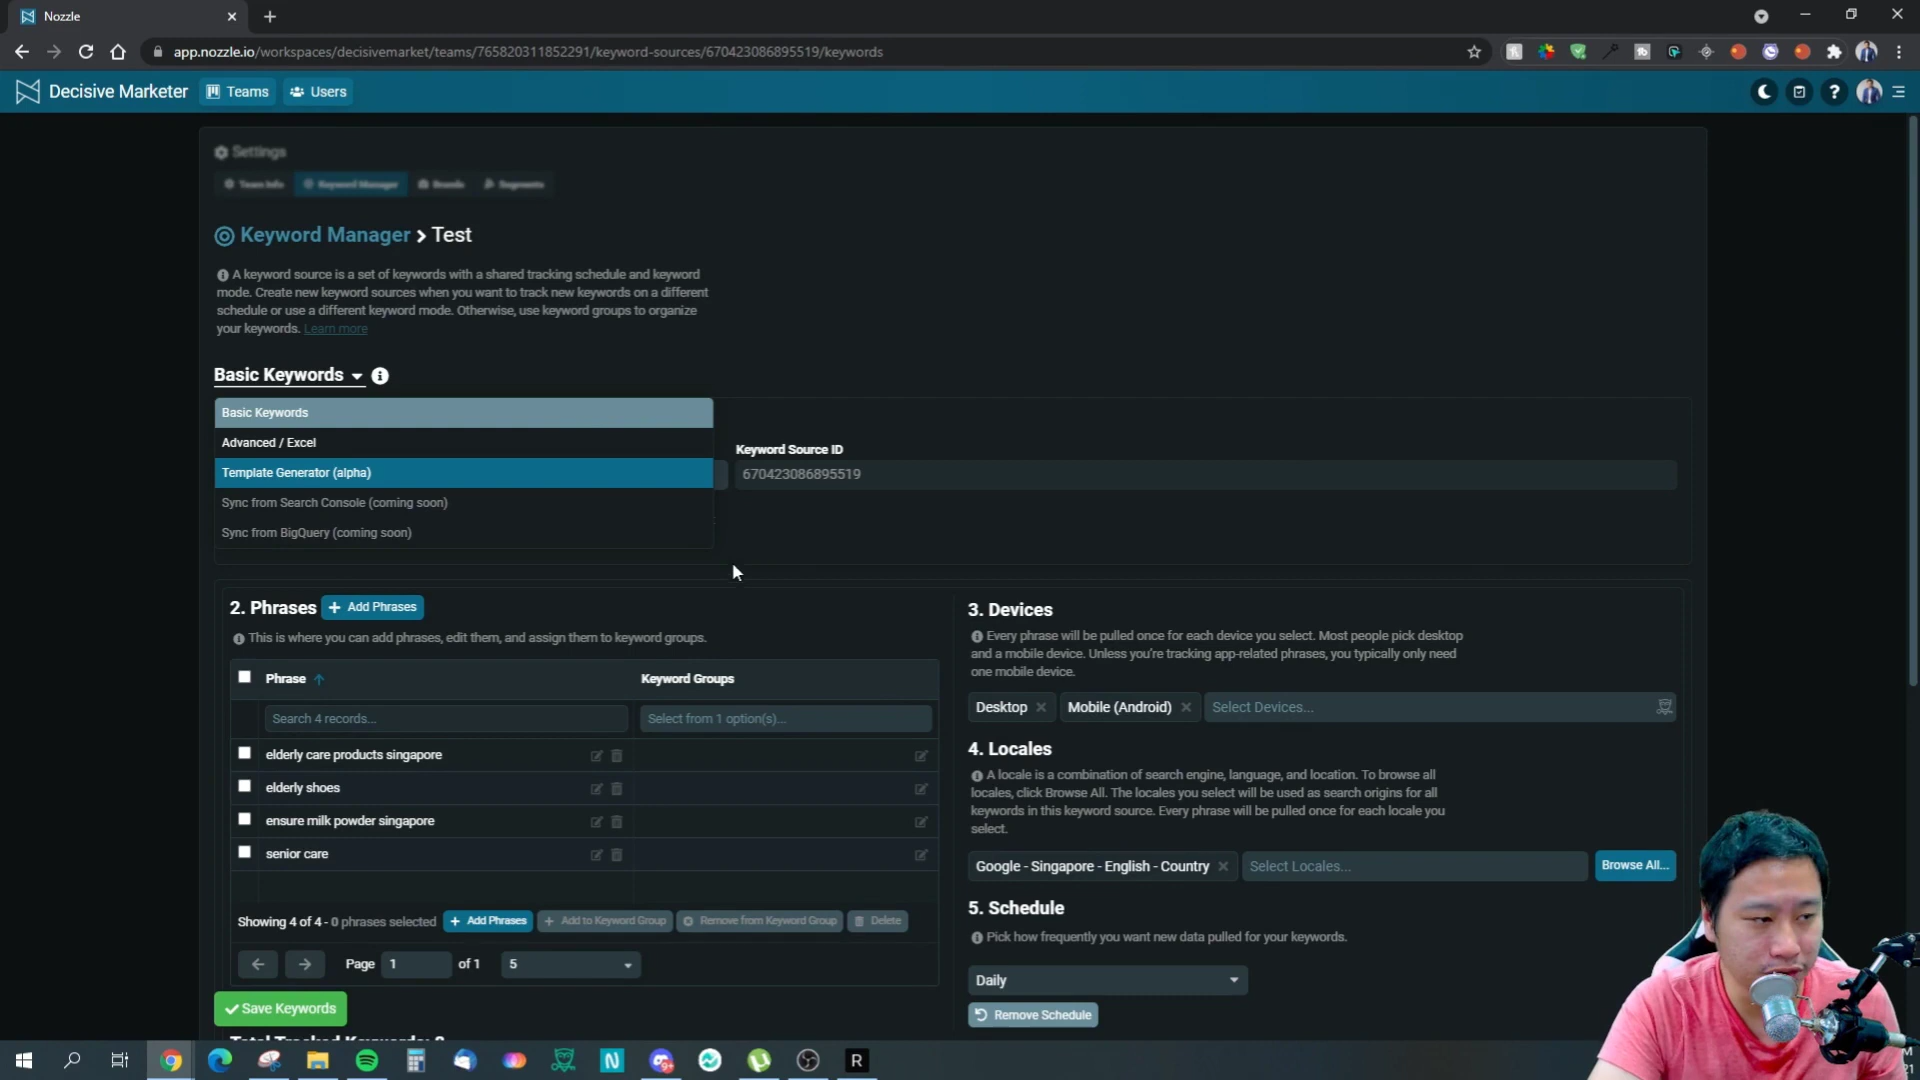 Nozzle
app.nozzle.io/workspaces/decisivemarket/teams/765820311852291/keyword-sources/670423086895519/keywords
Decisive Marketer
Teams
Users
Settings
Team Info
Keyword Manager
Brands
Segments
Keyword Manager > Test
A keyword source is a set of keywords with a shared tracking schedule and keyword
mode. Create new keyword sources when you want to track new keywords on a different
schedule or use a different keyword mode. Otherwise, use keyword groups to organize
your keywords. Learn more
Basic Keywords
Basic Keywords
Advanced / Excel
Template Generator (alpha)
Sync from Search Console (coming soon)
Sync from BigQuery (coming soon)
Keyword Source ID
670423086895519
2. Phrases
+ Add Phrases
This is where you can add phrases, edit them, and assign them to keyword groups.
Phrase
Keyword Groups
Search 4 records...
Select from 1 option(s)...
elderly care products singapore
elderly shoes
ensure milk powder singapore
senior care
Showing 4 of 4 - 0 phrases selected
+ Add Phrases
+ Add to Keyword Group
Remove from Keyword Group
Delete
Page 1 of 1
5
Save Keywords
Total Tracked Keywords: 8
3. Devices
Every phrase will be pulled once for each device you select. Most people pick desktop
and a mobile device. Unless you're tracking app-related phrases, you typically only need
one mobile device.
Desktop
Mobile (Android)
Select Devices...
4. Locales
A locale is a combination of search engine, language, and location. To browse all
locales, click Browse All. The locales you select will be used as search origins for all
keywords in this keyword source. Every phrase will be pulled once for each locale you
select.
Google - Singapore - English - Country
Select Locales...
Browse All...
5. Schedule
Pick how frequently you want new data pulled for your keywords.
Daily
Remove Schedule